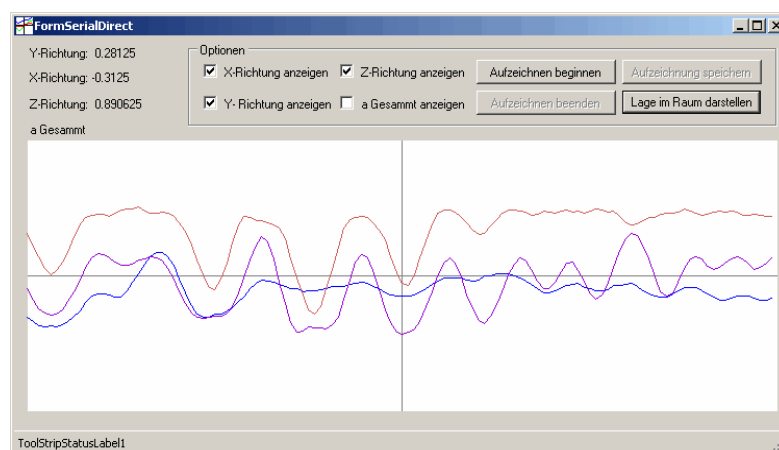 FormSerialDirect
Y-Richtung: 0.28125
X-Richtung: -0.3125
Z-Richtung: 0.890625
a Gesammt
Optionen
X-Richtung anzeigen
Z-Richtung anzeigen
Aufzeichnen beginnen
Aufzeichnung speichern
Y- Richtung anzeigen
a Gesammt anzeigen
Aufzeichnen beenden
Lage im Raum darstellen
ToolStripStatusLabel1